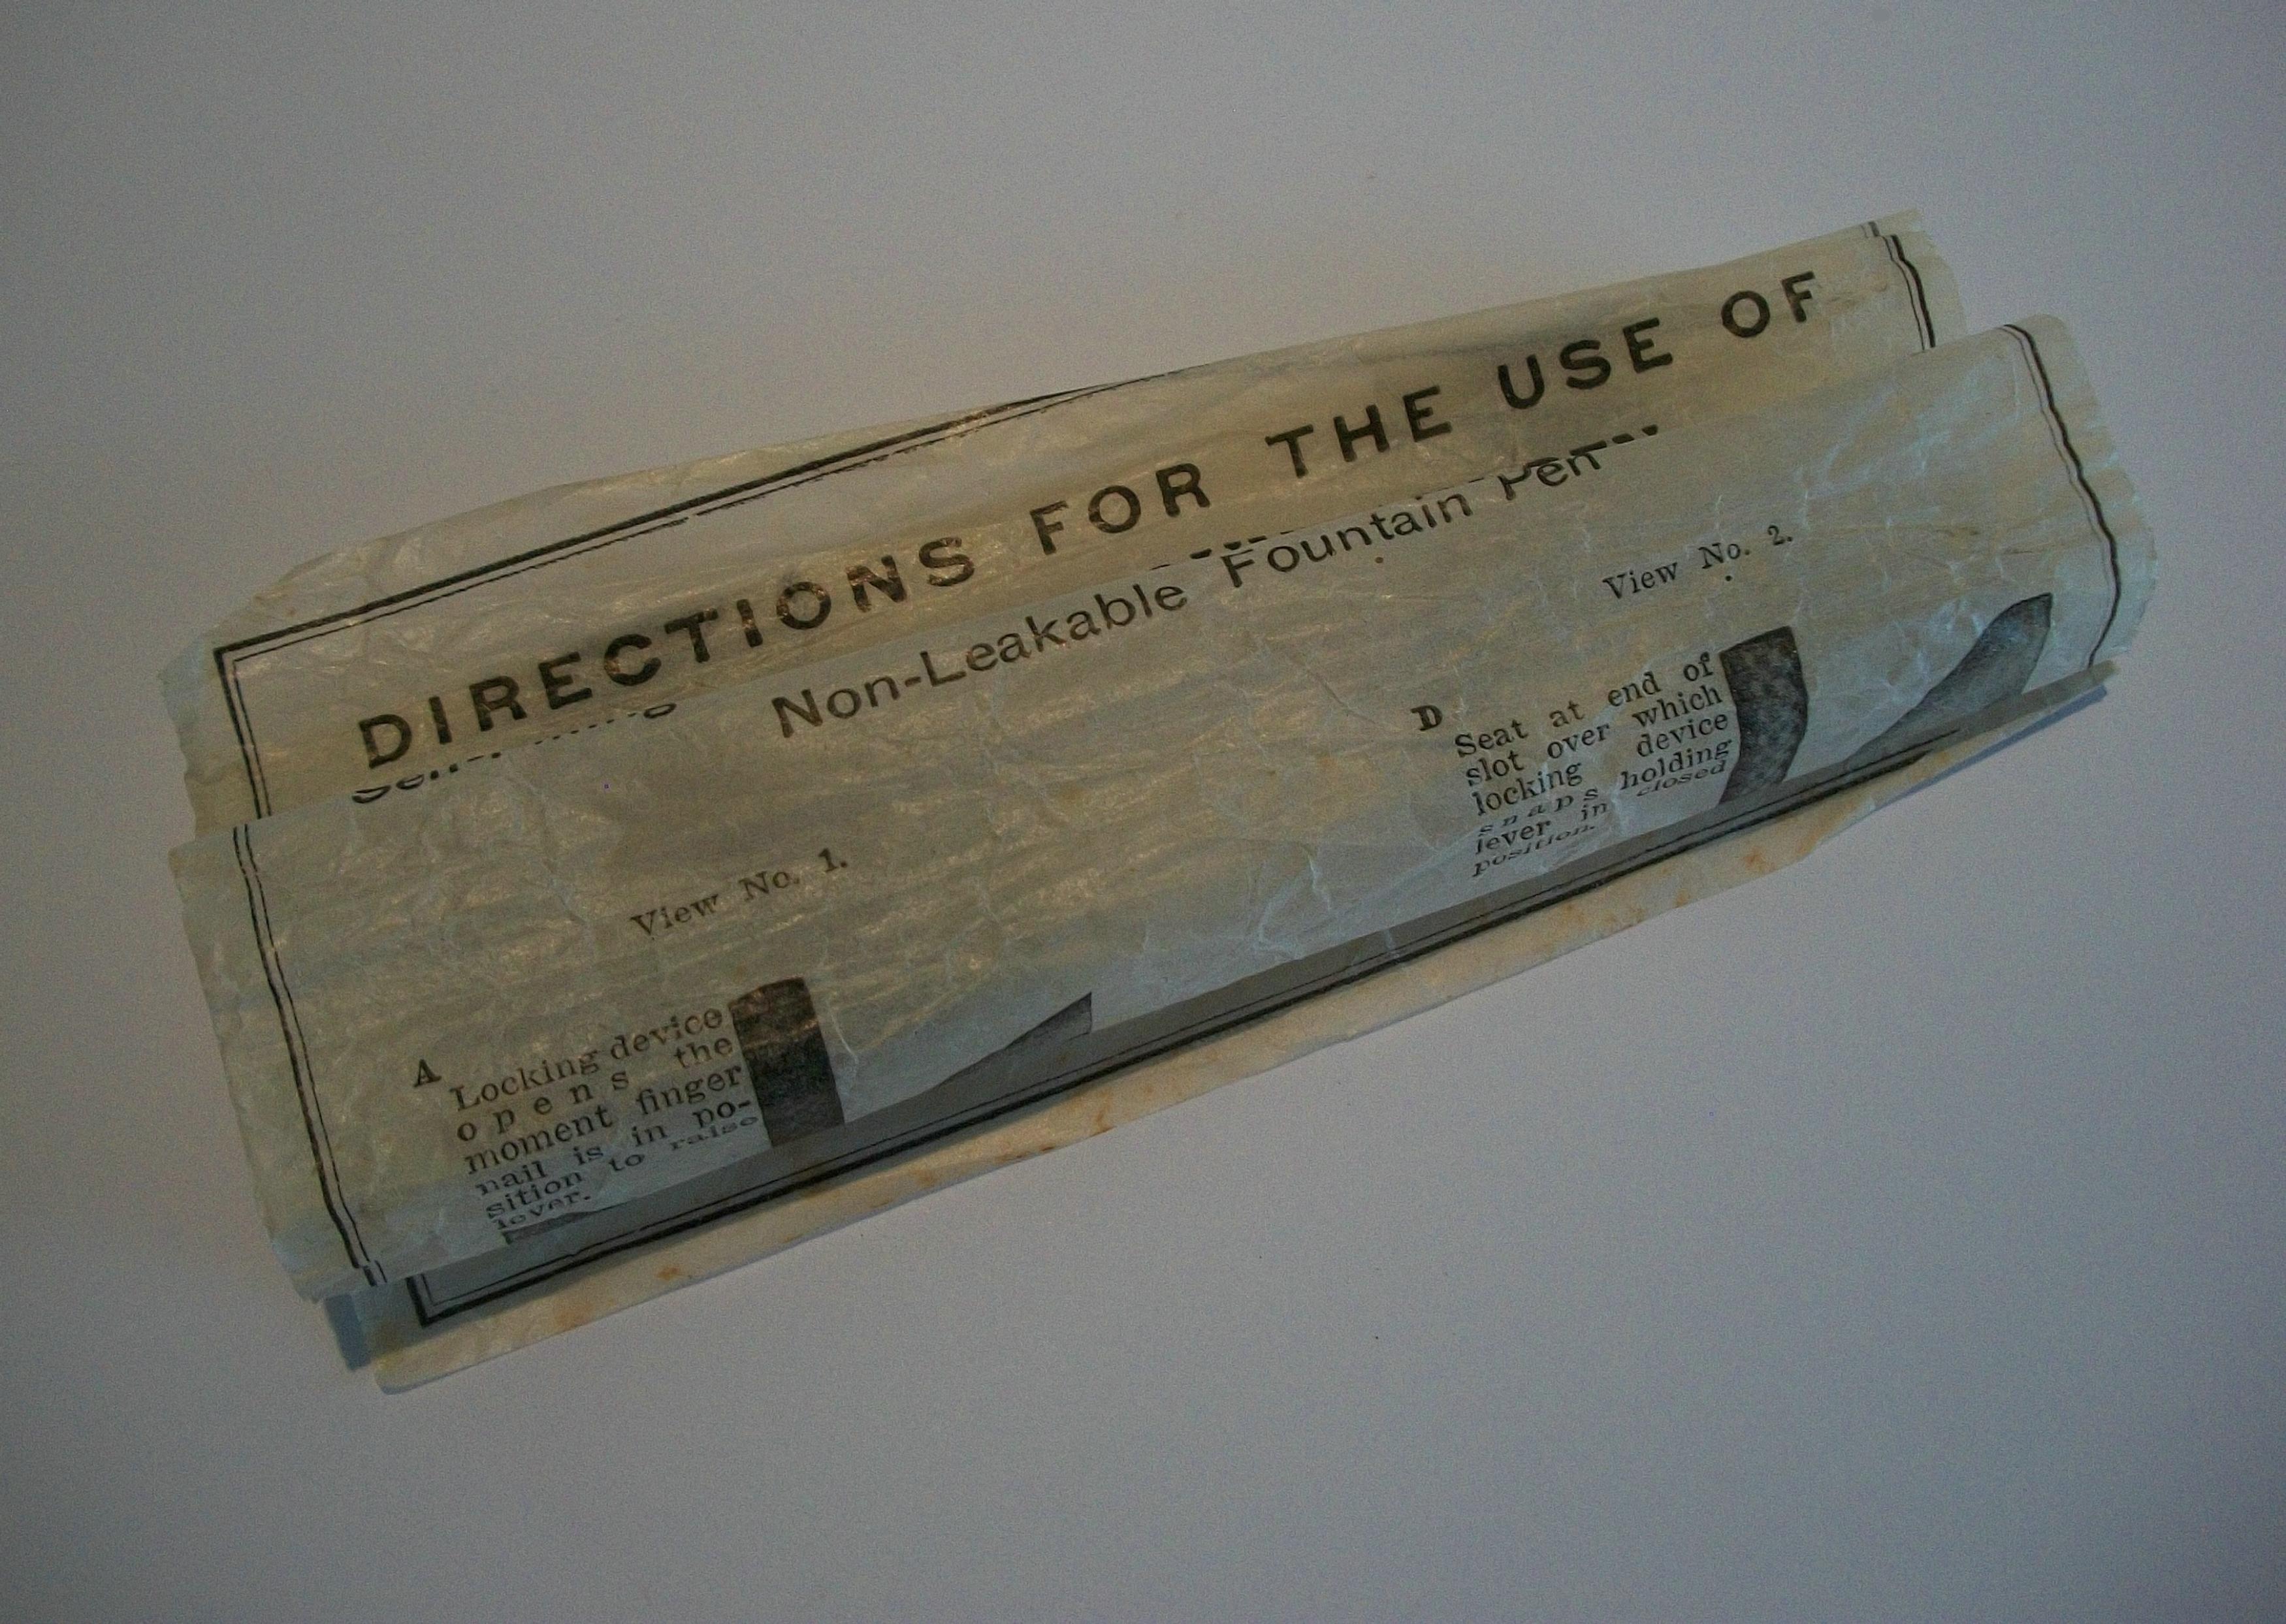 DIRECTIONS FOR THE USE OF
Non-Leakable Fountain Pen
View No. 1.
A
Locking device
opens the
moment finger
nail is in po-
sition to raise
lever.
View No. 2.
D
Seat at end of
slot over which
locking device
snaps holding
lever in closed
position.